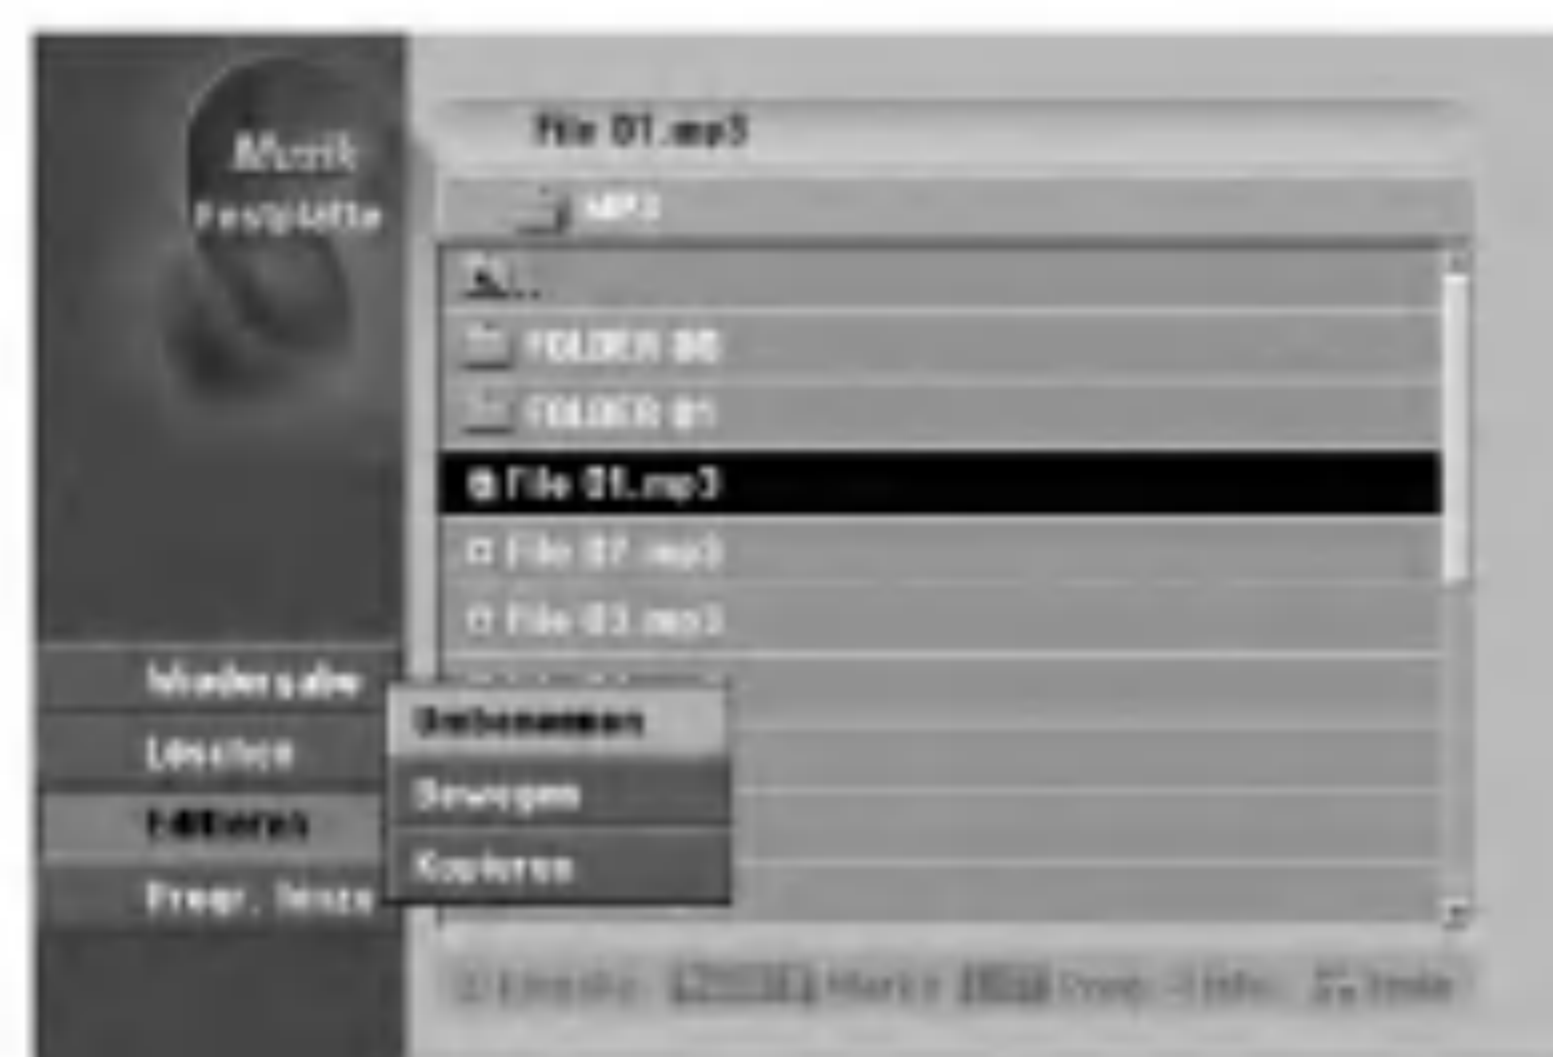 Musik
Festplatte
File 01.mp3
MP3
..
FOLDER 00
FOLDER 01
File 01.mp3
File 02.mp3
File 03.mp3
Wiedergabe
Löschen
Editieren
Progr.
Umbenennen
Bewegen
Kopieren